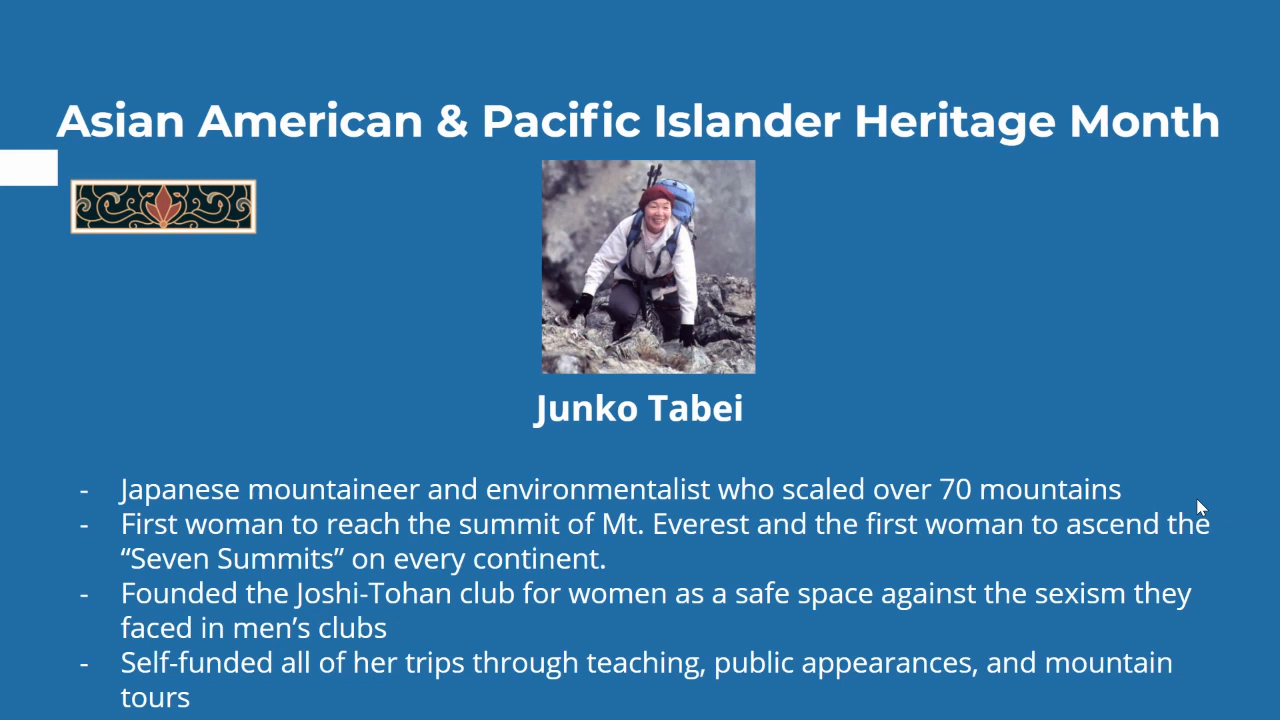 Asian American & Pacific Islander Heritage Month
Junko Tabei
- Japanese mountaineer and environmentalist who scaled over 70 mountains
- First woman to reach the summit of Mt. Everest and the first woman to ascend the
“Seven Summits” on every continent.
- Founded the Joshi-Tohan club for women as a safe space against the sexism they
faced in men’s clubs
- Self-funded all of her trips through teaching, public appearances, and mountain
tours